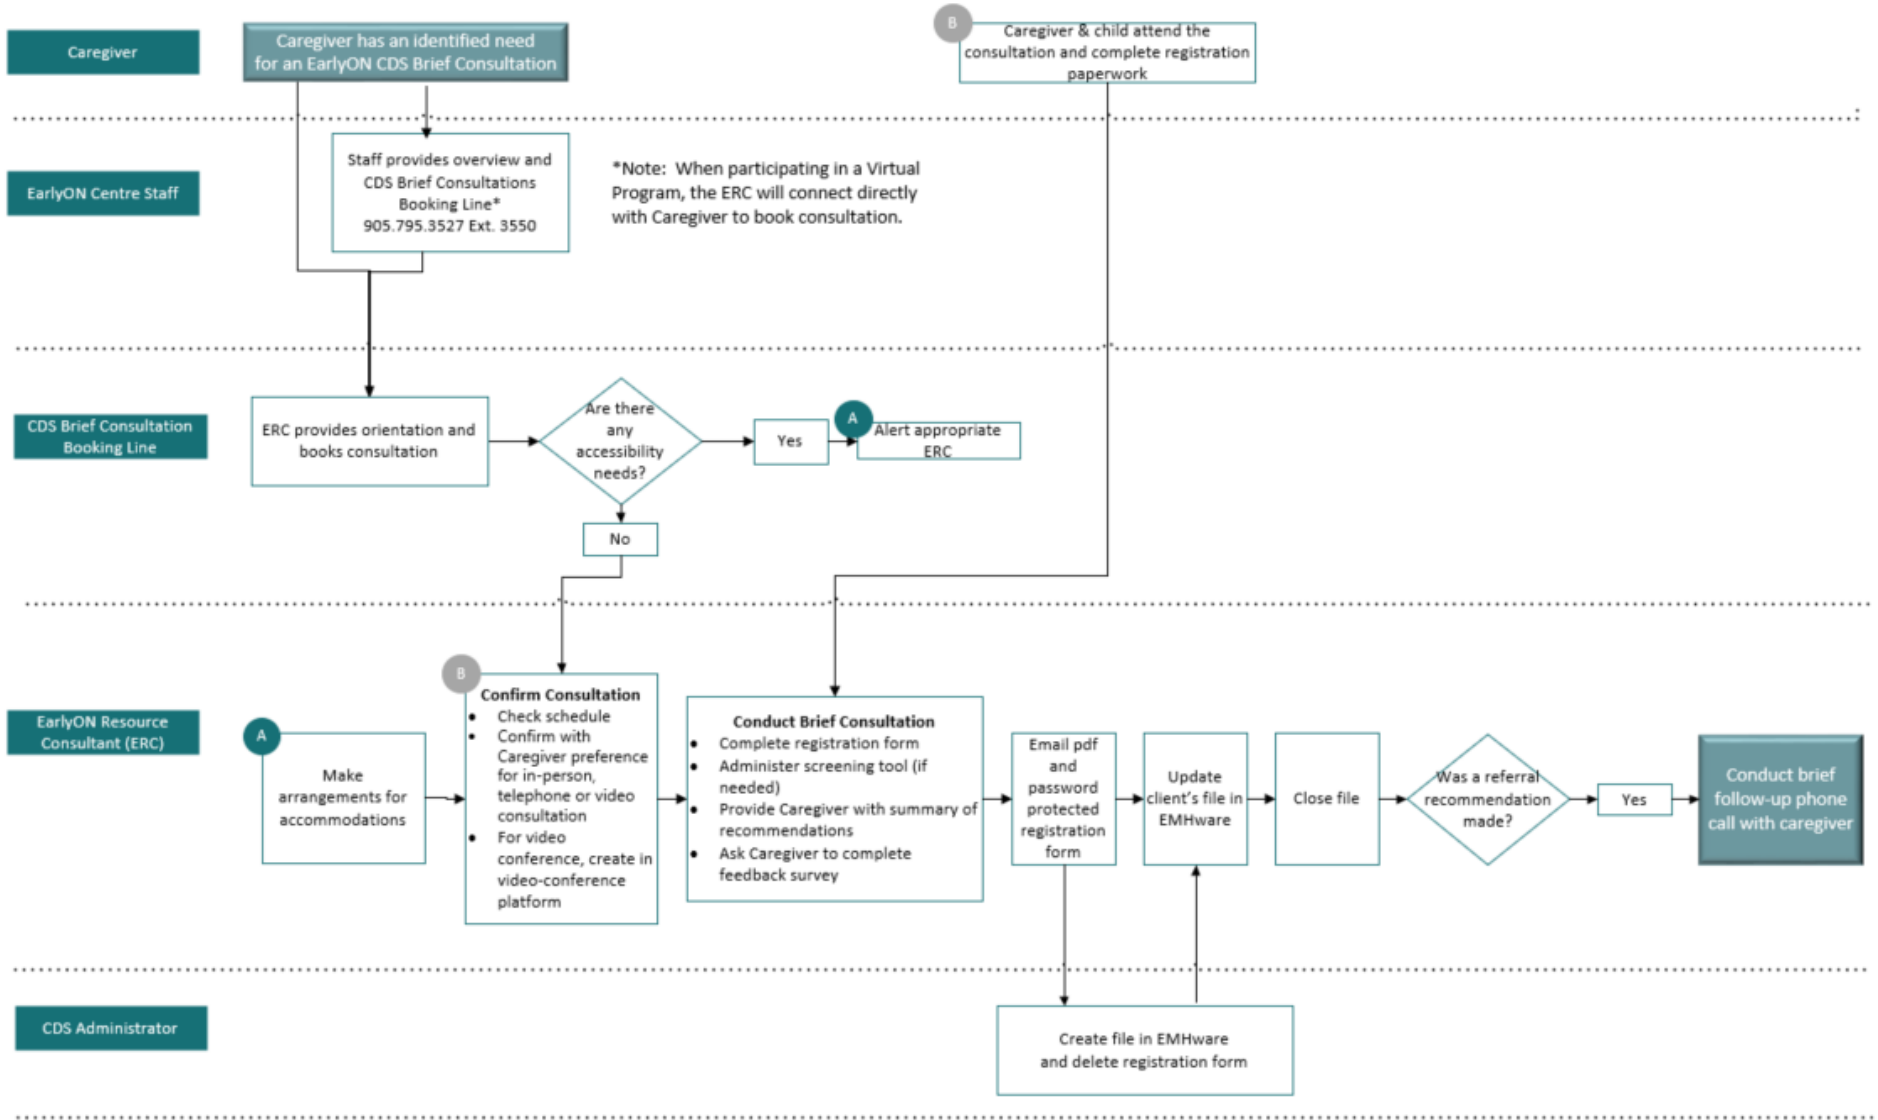 Caregiver
Caregiver has an identified need
for an EarlyON CDS Brief Consultation
B
Caregiver & child attend the
consultation and complete registration
paperwork
EarlyON Centre Staff
Staff provides overview and
CDS Brief Consultations
Booking Line*
905.795.3527 Ext. 3550
*Note: When participating in a Virtual
Program, the ERC will connect directly
with Caregiver to book consultation.
CDS Brief Consultation
Booking Line
ERC provides orientation and
books consultation
Are there
any
accessibility
needs?
Yes
A
Alert appropriate
ERC
No
EarlyON Resource
Consultant (ERC)
A
Make
arrangements for
accommodations
B
Confirm Consultation
• Check schedule
• Confirm with
Caregiver preference
for in-person,
telephone or video
consultation
• For video
conference, create in
video-conference
platform
Conduct Brief Consultation
• Complete registration form
• Administer screening tool (if
needed)
• Provide Caregiver with summary of
recommendations
• Ask Caregiver to complete
feedback survey
Email pdf
and
password
protected
registration
form
Update
client's file in
EMHware
Close file
Was a referral
recommendation
made?
Yes
Conduct brief
follow-up phone
call with caregiver
CDS Administrator
Create file in EMHware
and delete registration form